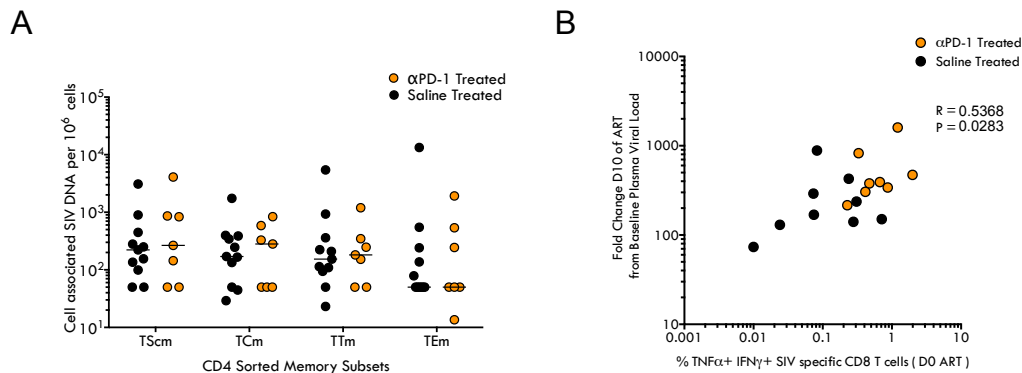 A
αPD-1 Treated
Saline Treated
Cell associated SIV DNA per 10^6 cells
10^5
10^4
10^3
10^2
10^1
TScm
TCm
TTm
TEm
CD4 Sorted Memory Subsets
B
αPD-1 Treated
Saline Treated
R = 0.5368
P = 0.0283
Fold Change D10 of ART
from Baseline Plasma Viral Load
10000
1000
100
10
0.001
0.01
0.1
1
10
% TNFα+ IFNγ+ SIV specific CD8 T cells ( D0 ART )